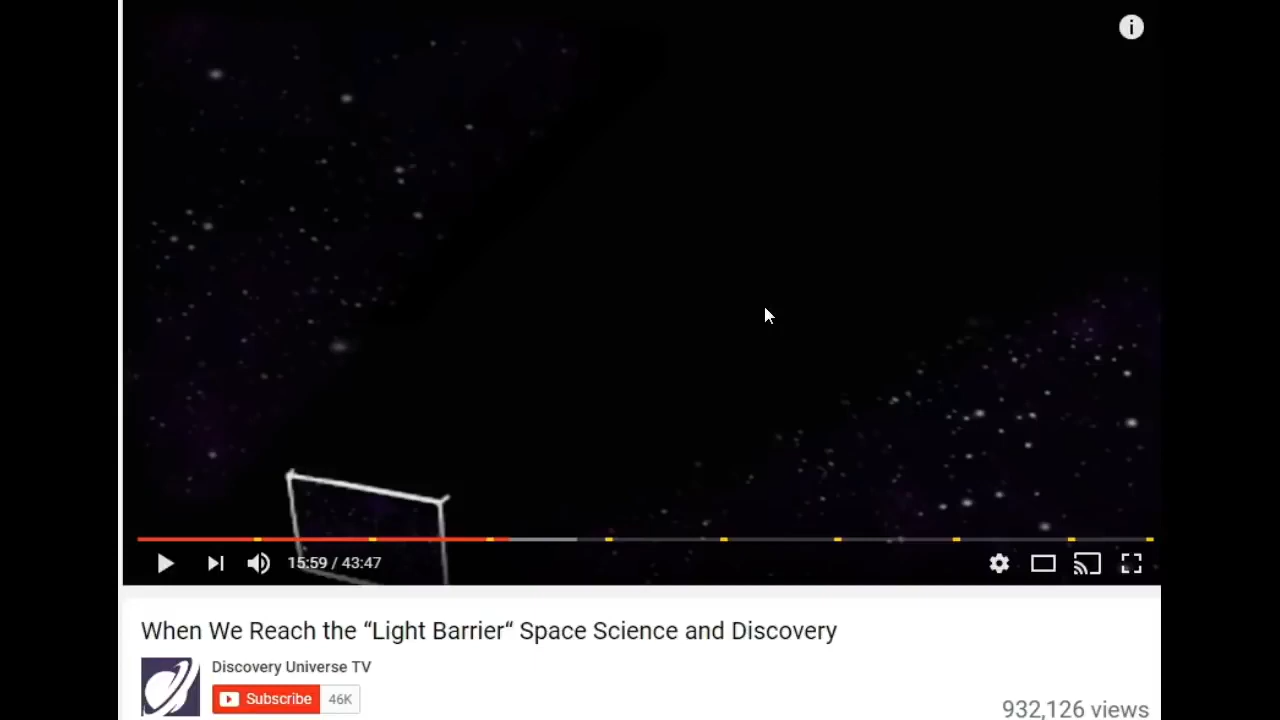 i
15:59 / 43:47
When We Reach the “Light Barrier“ Space Science and Discovery
Discovery Universe TV
Subscribe 46K
932,126 views